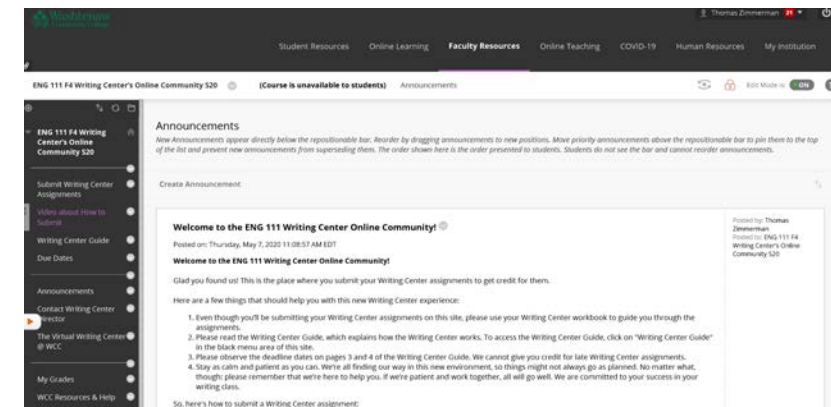 Washtenaw
Thomas Zimmerman 21
Student Resources Online Learning Faculty Resources Online Teaching COVID-19 Human Resources My Institution
ENG 111 F4 Writing Center's Online Community S20 (Course is unavailable to students) Announcements Edit Mode is: ON
ENG 111 F4 Writing
Center's Online
Community S20
Submit Writing Center
Assignments
Video about How to
Submit
Writing Center Guide
Due Dates
Announcements
Contact Writing Center
Director
The Virtual Writing Center
@ WCC
My Grades
WCC Resources & Help
Announcements
New Announcements appear directly below the repositionable bar. Reorder by dragging announcements to new positions. Move priority announcements above the repositionable bar to pin them to the top
of the list and prevent new announcements from superseding them. The order shown here is the order presented to students. Students do not see the bar and cannot reorder announcements.
Create Announcement
Welcome to the ENG 111 Writing Center Online Community!
Posted on: Thursday, May 7, 2020 11:08:57 AM EDT
Welcome to the ENG 111 Writing Center Online Community!
Glad you found us! This is the place where you submit your Writing Center assignments to get credit for them.
Here are a few things that should help you with this new Writing Center experience:
1. Even though you'll be submitting your Writing Center assignments on this site, please use your Writing Center workbook to guide you through the
assignments.
2. Please read the Writing Center Guide, which explains how the Writing Center works. To access the Writing Center Guide, click on "Writing Center Guide"
in the black menu area of this site.
3. Please observe the deadline dates on pages 3 and 4 of the Writing Center Guide. We cannot give you credit for late Writing Center assignments.
4. Stay as calm and patient as you can. We're all finding our way in this new environment, so things might not always go as planned. No matter what,
though: please remember that we're here to help you. If we're patient and work together, all will go well. We are committed to your success in your
writing class.
So, here's how to submit a Writing Center assignment:
Posted by: Thomas
Zimmerman
Posted to: ENG 111 F4
Writing Center's Online
Community S20